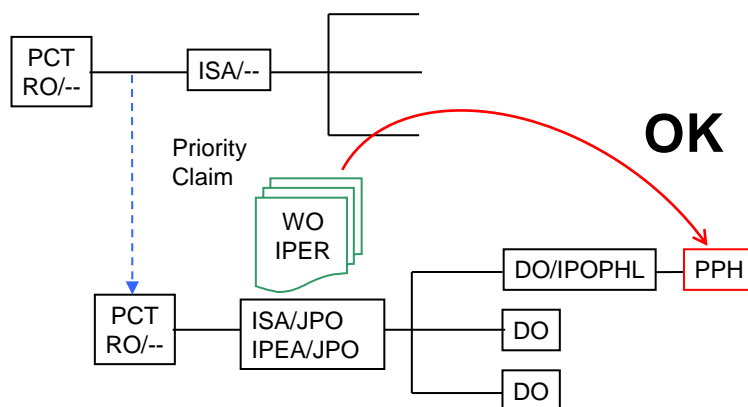 PCT
RO/--
ISA/--
OK
Priority
Claim
WO
IPER
DO/IPOPHL
PPH
PCT
RO/--
ISA/JPO
IPEA/JPO
DO
DO